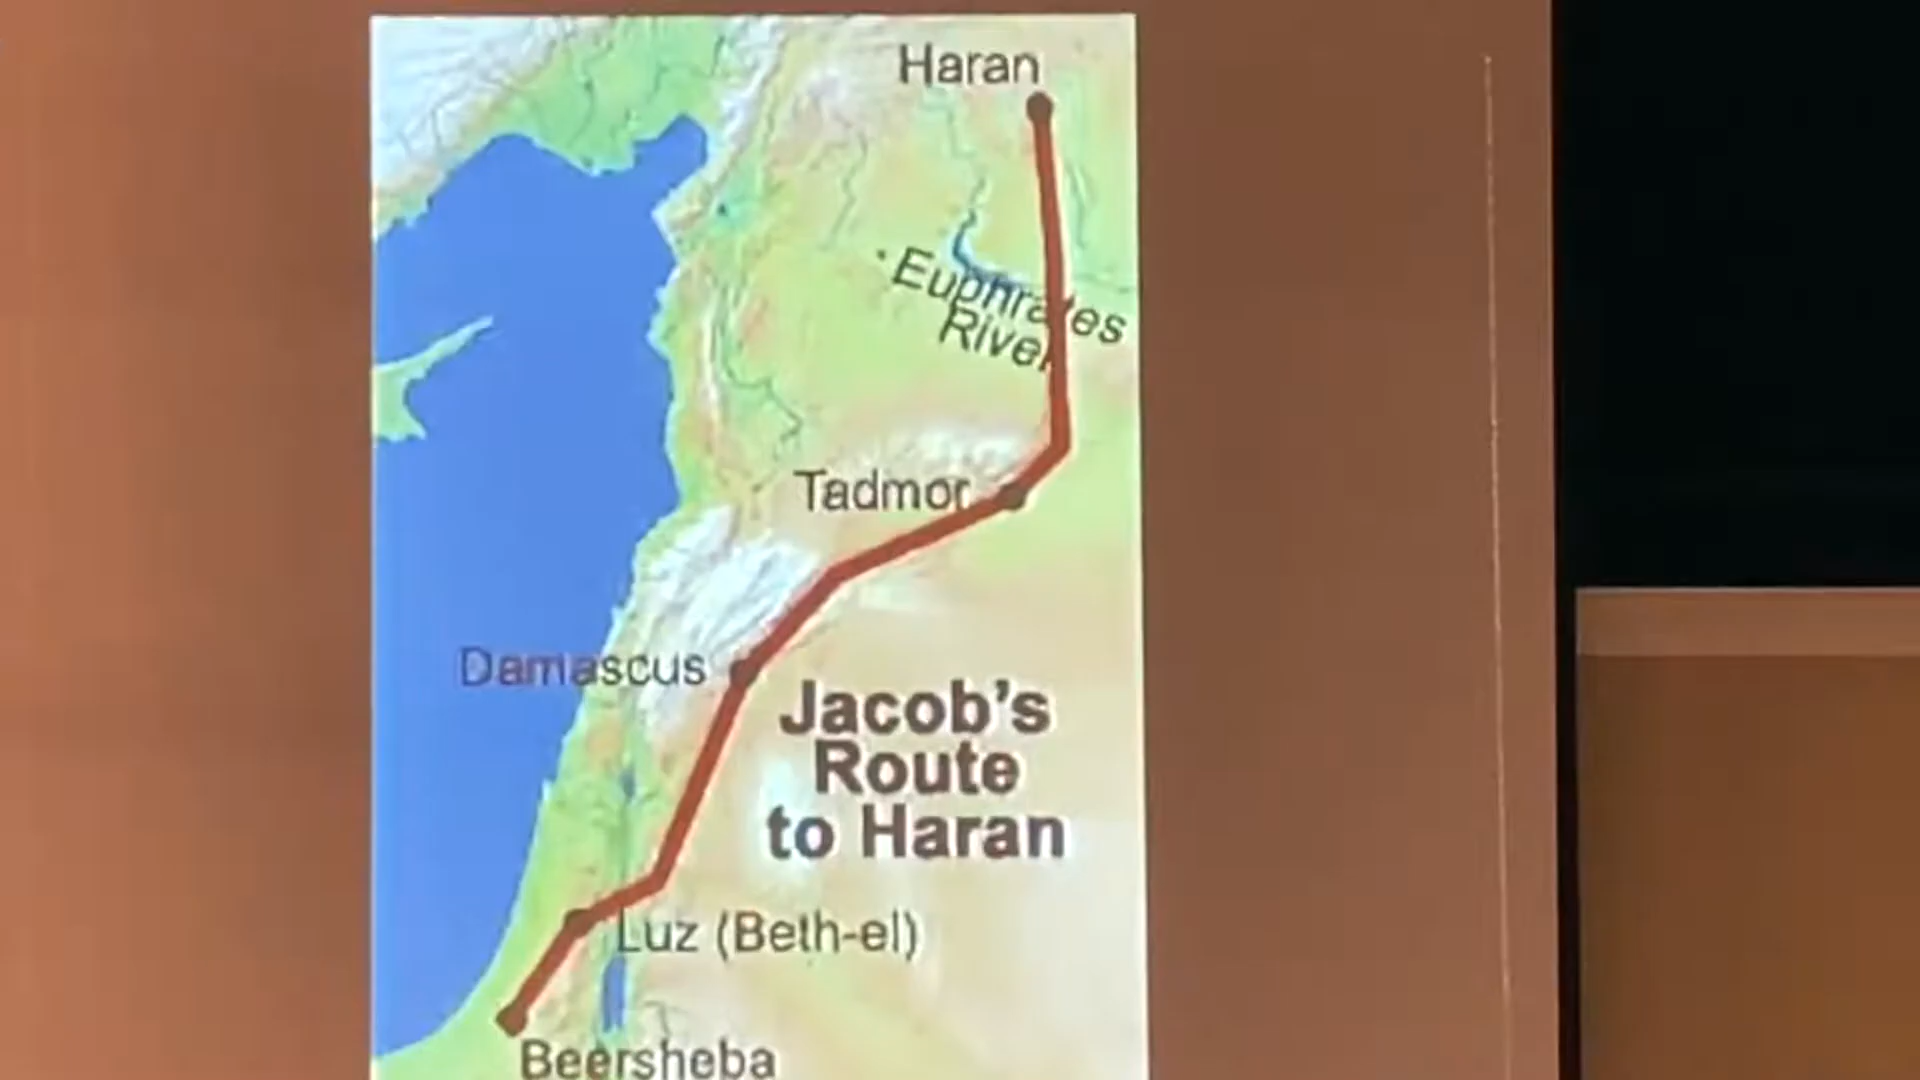 Haran
Euphrates
River
Tadmor
Damascus
Jacob's
Route
to Haran
Luz (Beth-el)
Beersheba